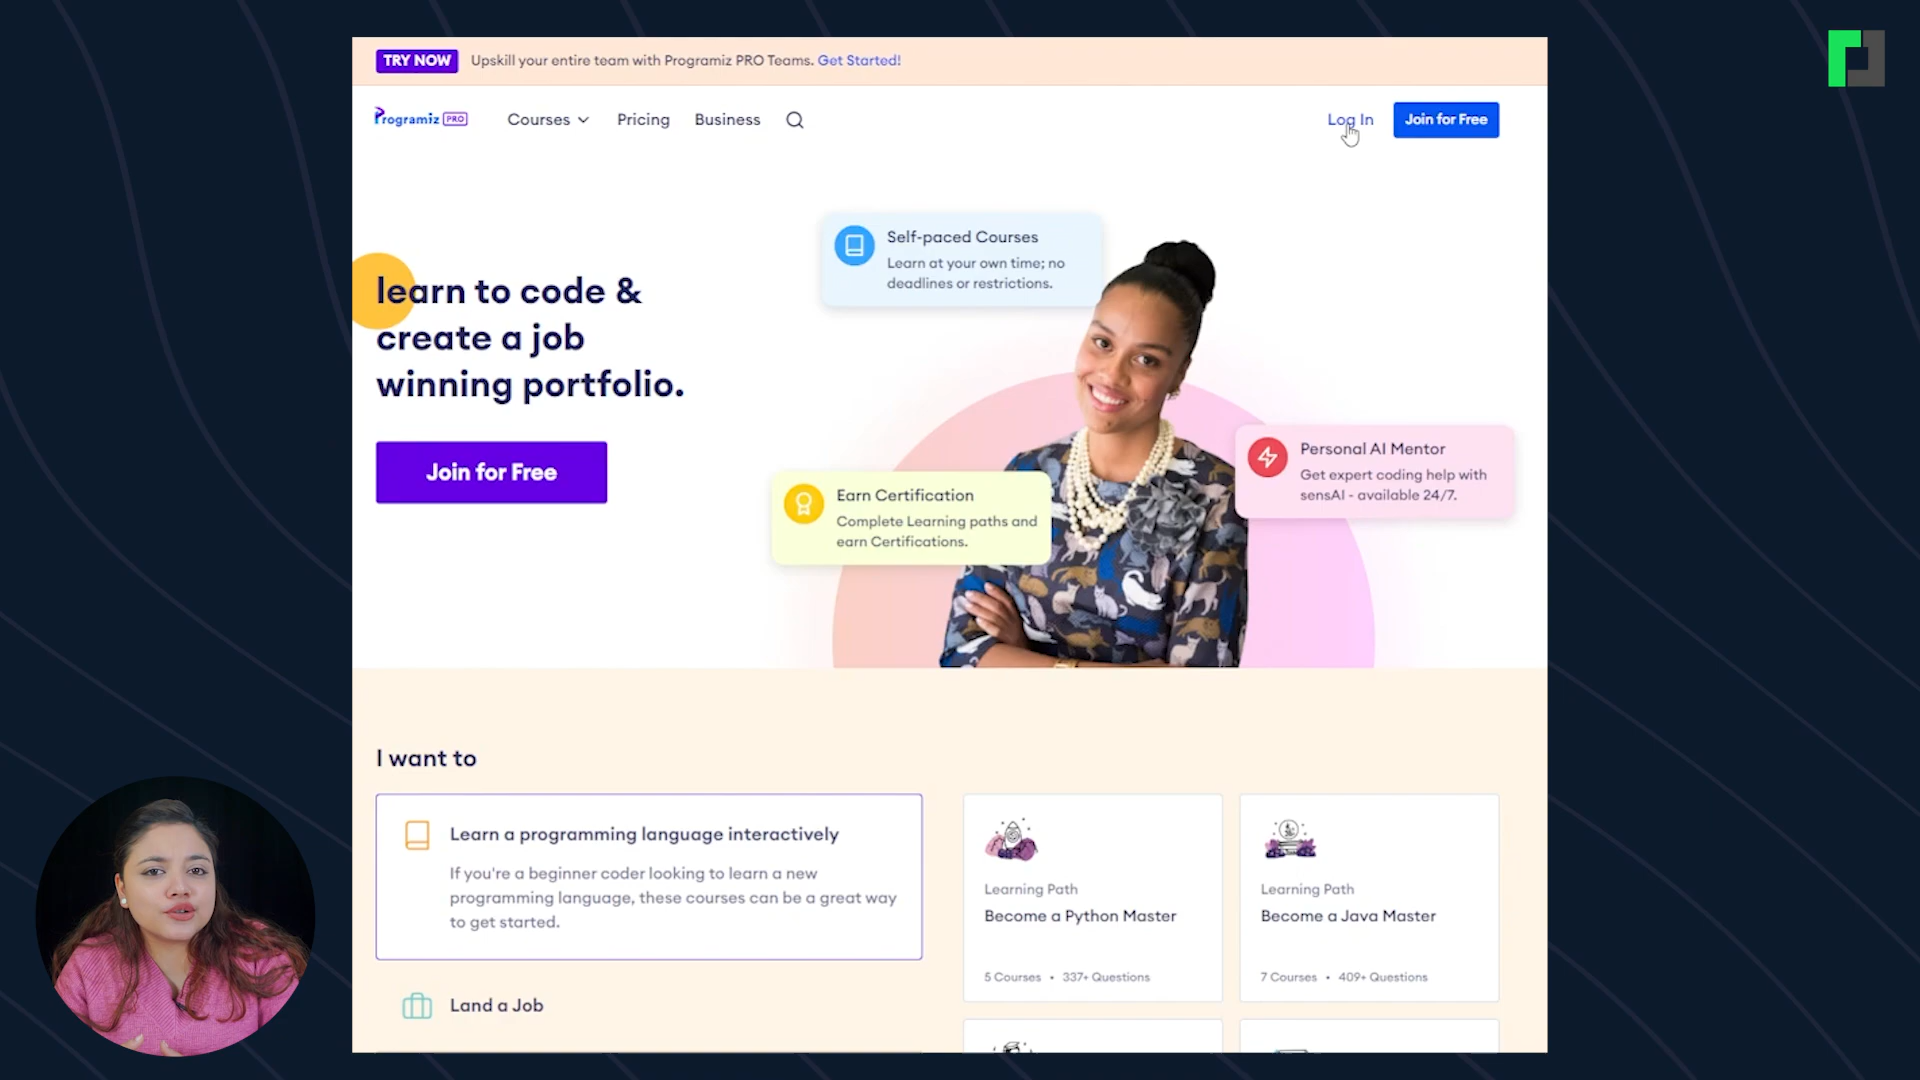 TRY NOW Upskill your entire team with Programiz PRO Teams. Get Started!
Programiz PRO Courses Pricing Business Log In Join for Free
Self-paced Courses
Learn at your own time; no
deadlines or restrictions.
learn to code &
create a job
winning portfolio.
Join for Free
Personal AI Mentor
Get expert coding help with
sensAI - available 24/7.
Earn Certification
Complete Learning paths and
earn Certifications.
I want to
Learn a programming language interactively
If you're a beginner coder looking to learn a new
programming language, these courses can be a great way
to get started.
Land a Job
Learning Path
Become a Python Master
5 Courses • 337+ Questions
Learning Path
Become a Java Master
7 Courses • 409+ Questions